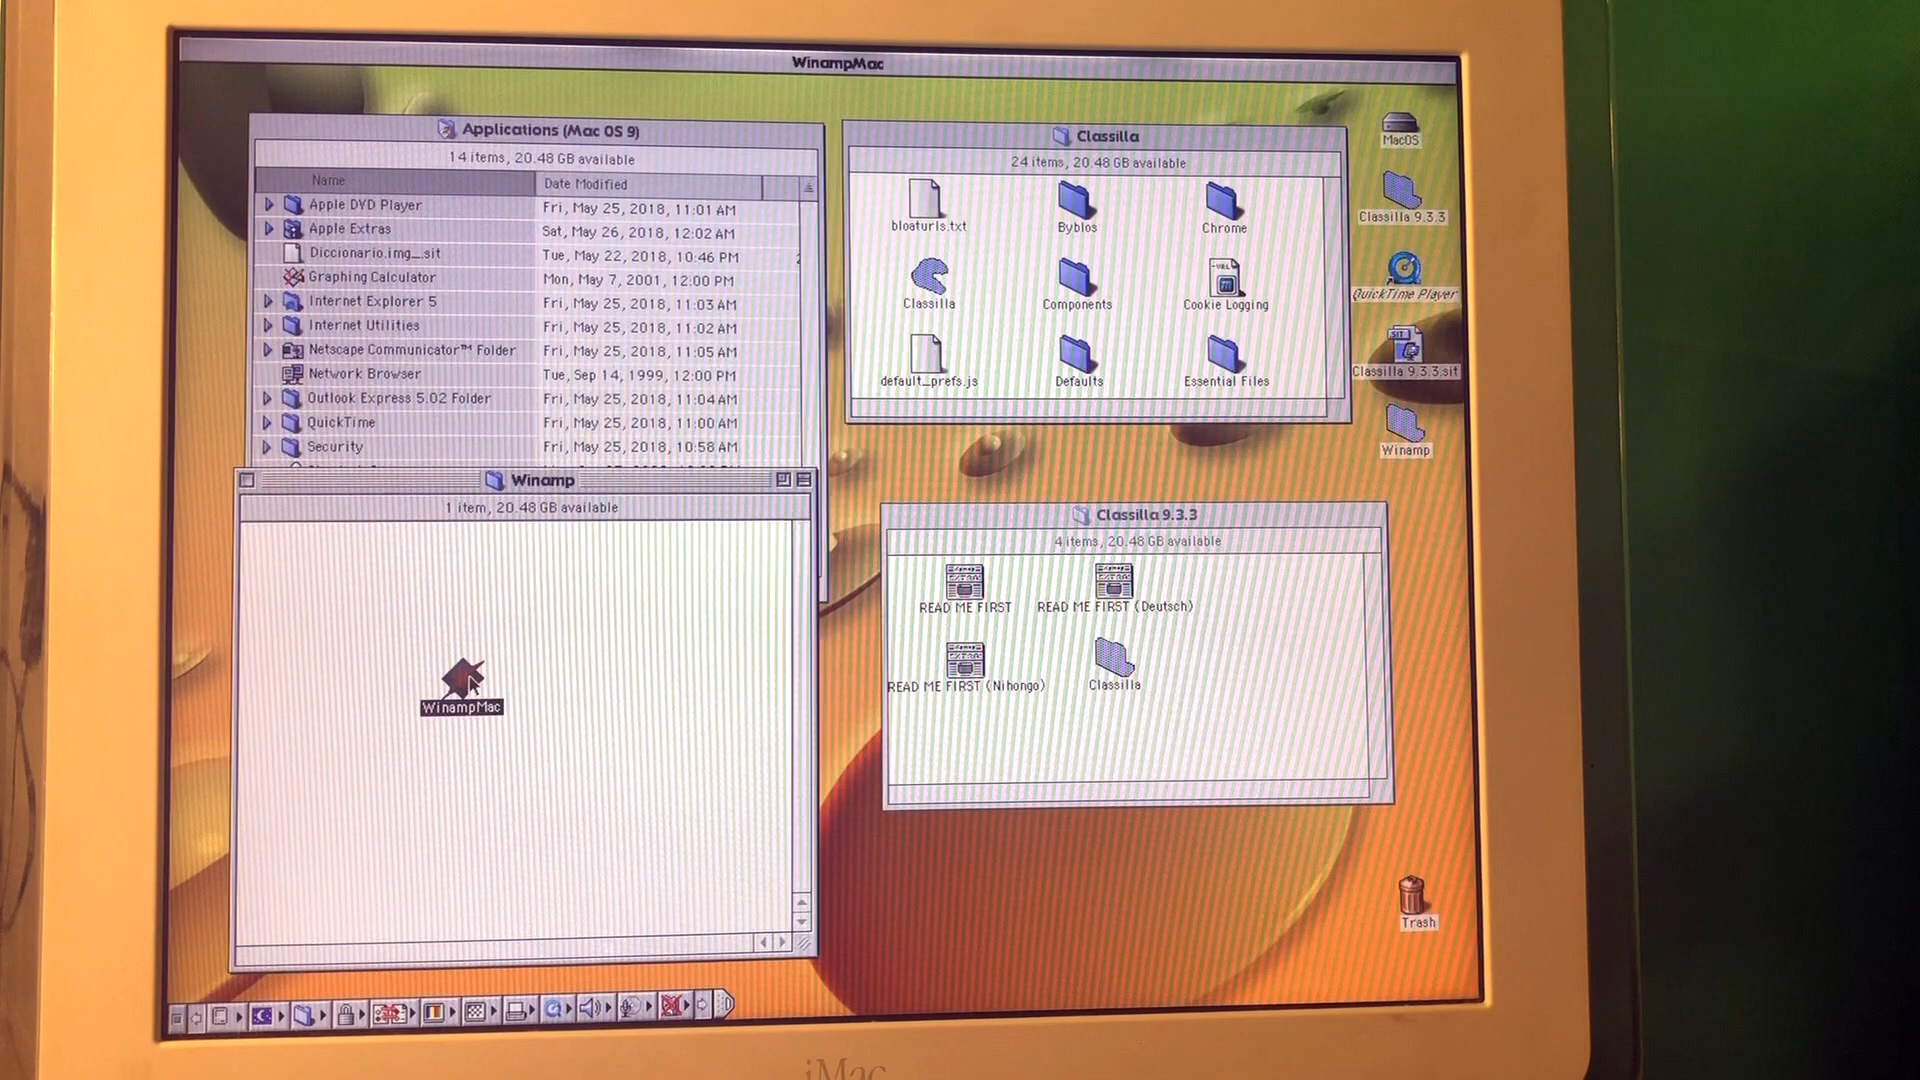 WinampMac
Applications (Mac OS 9)
14 items, 20.48 GB available
Name Date Modified
Apple DVD Player Fri, May 25, 2018, 11:01 AM
Apple Extras Sat, May 26, 2018, 12:02 AM
Diccionario.img_.sit Tue, May 22, 2018, 10:46 PM
Graphing Calculator Mon, May 7, 2001, 12:00 PM
Internet Explorer 5 Fri, May 25, 2018, 11:03 AM
Internet Utilities Fri, May 25, 2018, 11:02 AM
Netscape Communicator™ Folder Fri, May 25, 2018, 11:05 AM
Network Browser Tue, Sep 14, 1999, 12:00 PM
Outlook Express 5.02 Folder Fri, May 25, 2018, 11:04 AM
QuickTime Fri, May 25, 2018, 11:00 AM
Security Fri, May 25, 2018, 10:58 AM
Classilla
24 items, 20.48 GB available
bloaturls.txt Byblos Chrome
URL
Classilla Components Cookie Logging
default_prefs.js Defaults Essential Files
MacOS
Classilla 9.3.3
QuickTime Player
SIT
Classilla 9.3.3.sit
Winamp
Winamp
1 item, 20.48 GB available
WinampMac
Classilla 9.3.3
4 items, 20.48 GB available
EXTRA! EXTRA!
READ ME FIRST READ ME FIRST (Deutsch)
EXTRA!
READ ME FIRST (Nihongo) Classilla
Trash
iMac